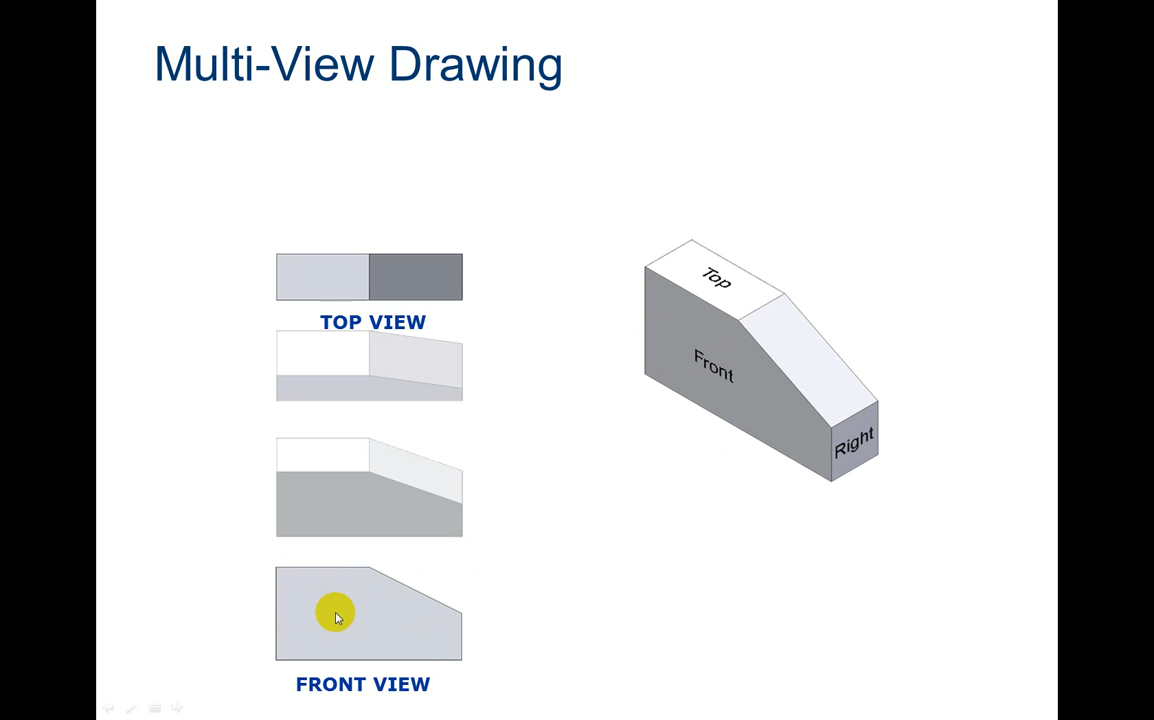 Multi-View Drawing
TOP VIEW
Top
Front
Right
FRONT VIEW